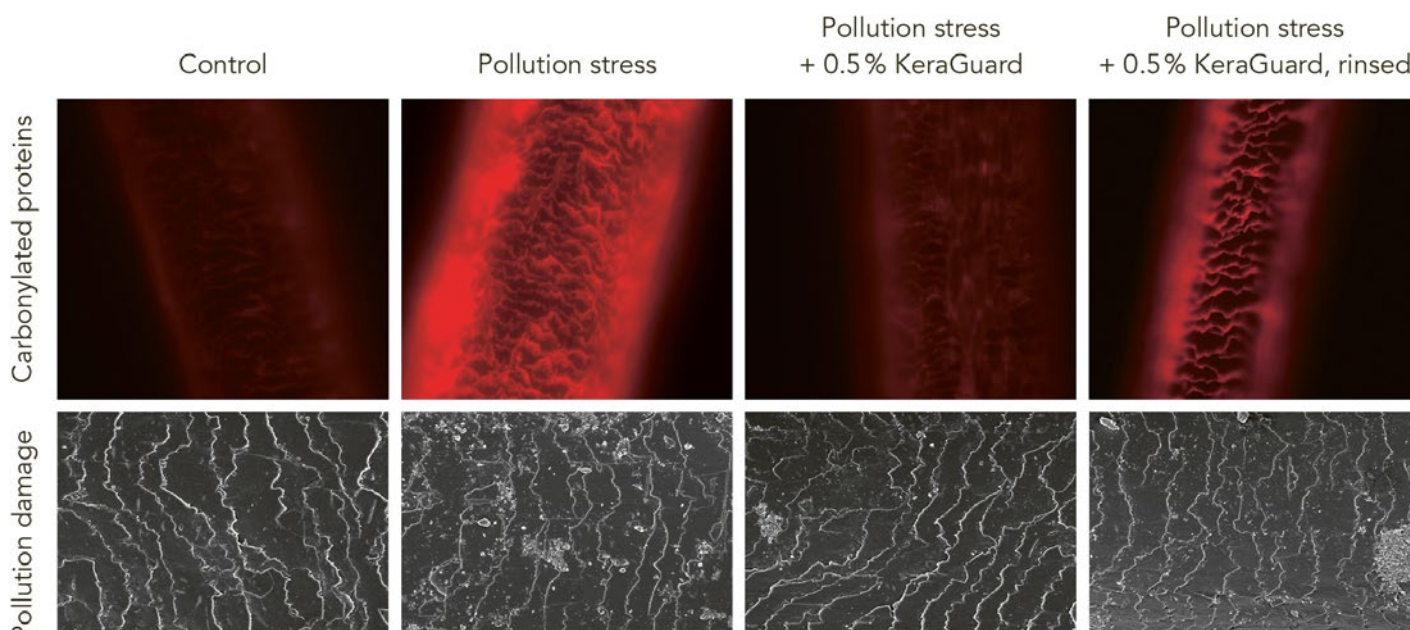 Control
Pollution stress
Pollution stress
+ 0.5% KeraGuard
Pollution stress
+ 0.5% KeraGuard, rinsed
Carbonylated proteins
Pollution damage